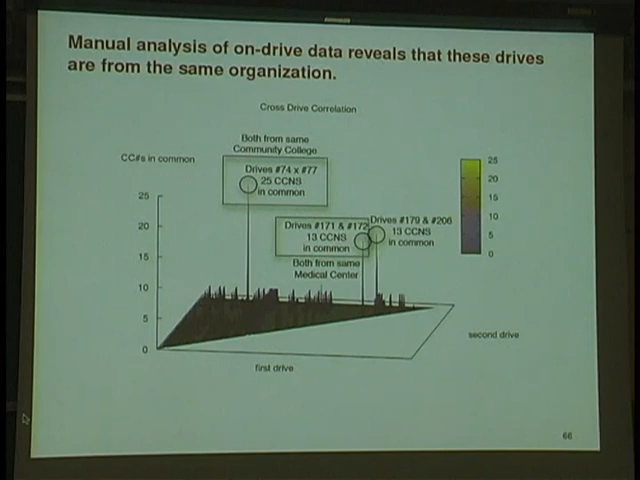 Manual analysis of on-drive data reveals that these drives
are from the same organization.
Cross Drive Correlation
Both from same
Community College
CC#s in common
Drives #74 x #77
25 CCNS
in common
Drives #171 & #172
13 CCNS
in common
Drives #179 & #206
13 CCNS
in common
Both from same
Medical Center
25
20
15
10
5
0
25
20
15
10
5
0
second drive
first drive
66